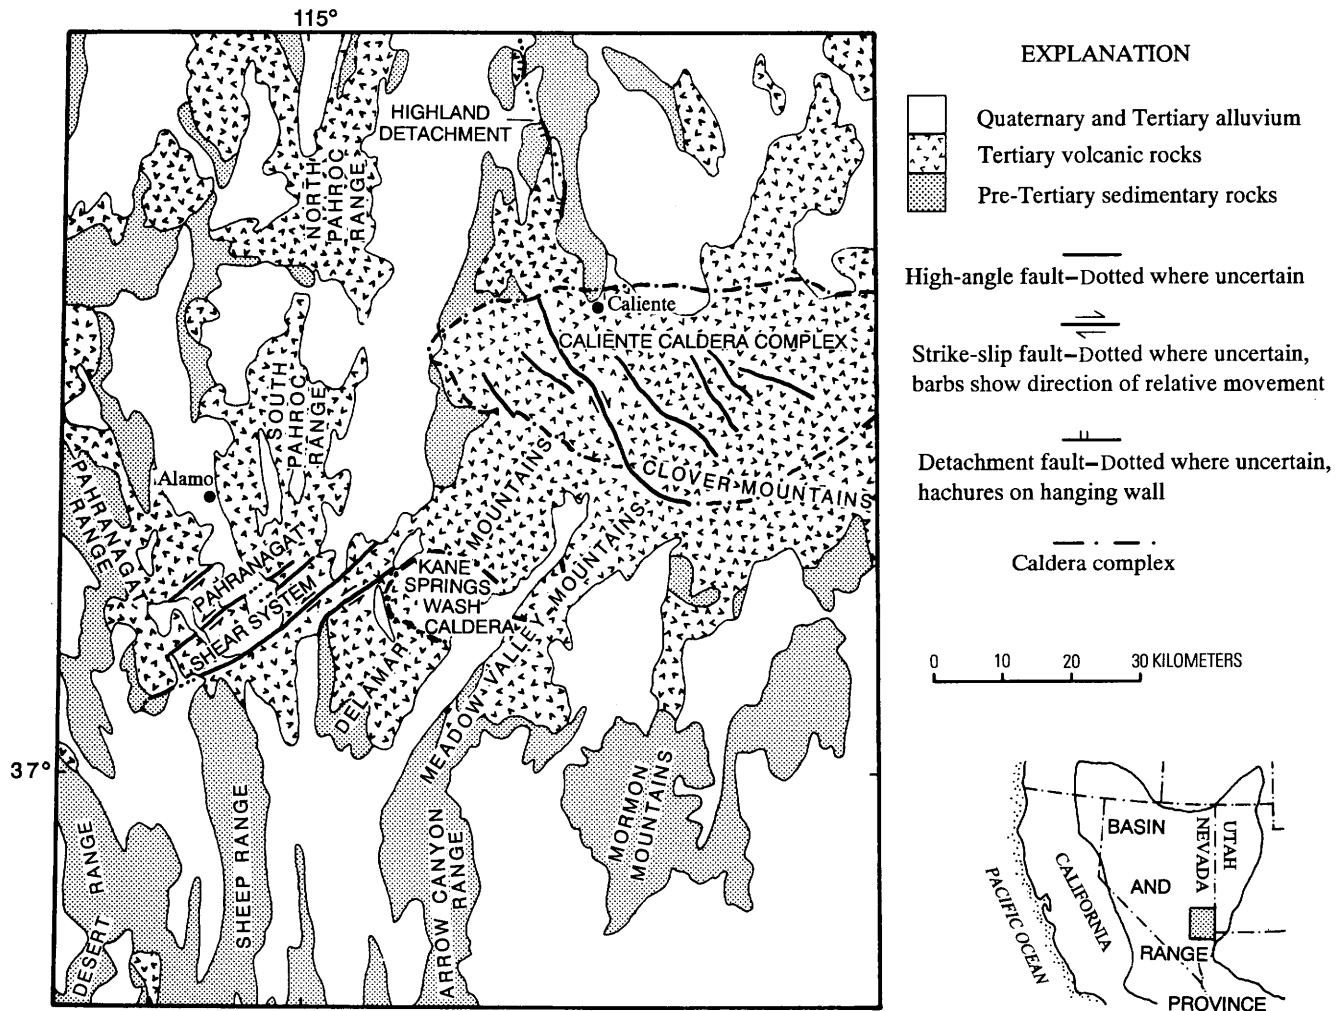 115°
HIGHLAND
DETACHMENT
NORTH
PAHROC
RANGE
Caliente
CALIENTE CALDERA COMPLEX
SOUTH
PAHROC
RANGE
Alamo
PAHRANAGAT
RANGE
CLOVER MOUNTAINS
PAHRANAGAT
SHEAR SYSTEM
KANE
SPRINGS
WASH
CALDERA
DELAMAR MOUNTAINS
MEADOW VALLEY MOUNTAINS
37°
DESERT RANGE
SHEEP RANGE
ARROW CANYON
RANGE
MORMON
MOUNTAINS
EXPLANATION
Quaternary and Tertiary alluvium
Tertiary volcanic rocks
Pre-Tertiary sedimentary rocks
High-angle fault–Dotted where uncertain
Strike-slip fault–Dotted where uncertain,
barbs show direction of relative movement
Detachment fault–Dotted where uncertain,
hachures on hanging wall
Caldera complex
0 10 20 30 KILOMETERS
BASIN
AND
RANGE
PROVINCE
NEVADA
UTAH
CALIFORNIA
PACIFIC OCEAN